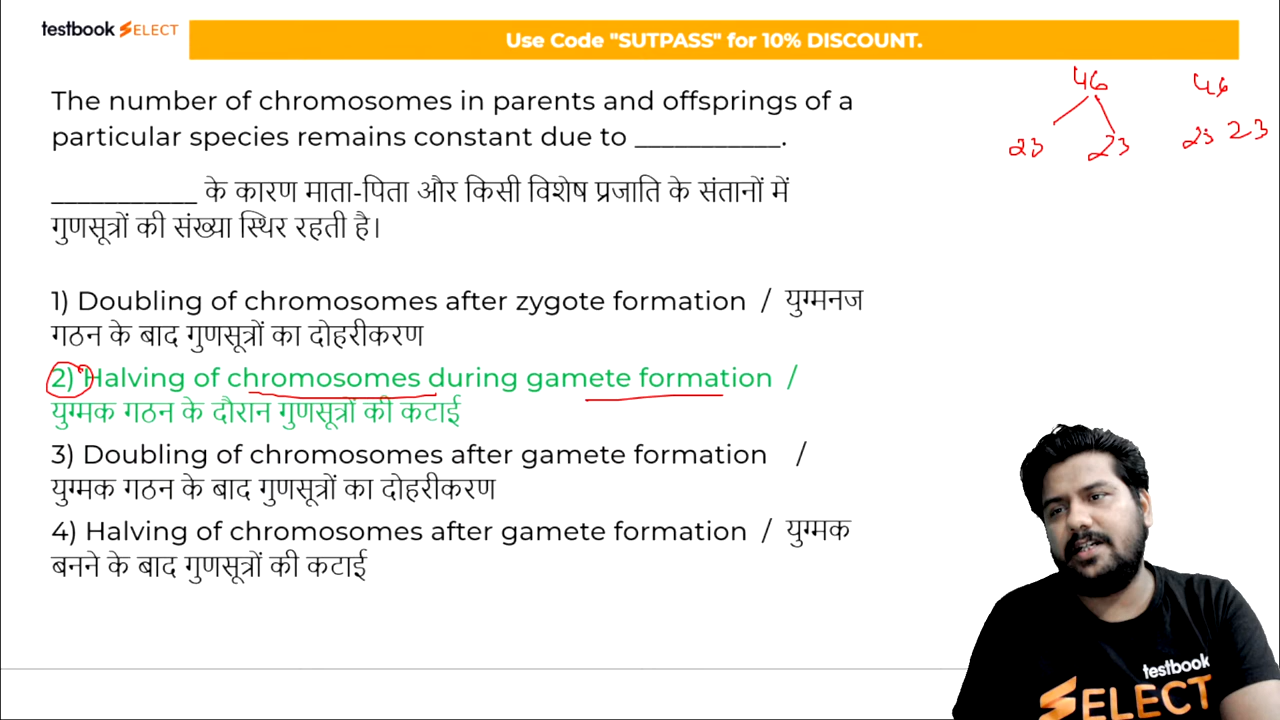 testbook SELECT
Use Code "SUTPASS" for 10% DISCOUNT.
46 46
23 23 23 23
The number of chromosomes in parents and offsprings of a
particular species remains constant due to ___________.
___________ के कारण माता-पिता और किसी विशेष प्रजाति के संतानों में
गुणसूत्रों की संख्या स्थिर रहती है।
1) Doubling of chromosomes after zygote formation / युग्मनज
गठन के बाद गुणसूत्रों का दोहरीकरण
2) Halving of chromosomes during gamete formation /
युग्मक गठन के दौरान गुणसूत्रों की कटाई
3) Doubling of chromosomes after gamete formation /
युग्मक गठन के बाद गुणसूत्रों का दोहरीकरण
4) Halving of chromosomes after gamete formation / युग्मक
बनने के बाद गुणसूत्रों की कटाई
testbook
SELECT